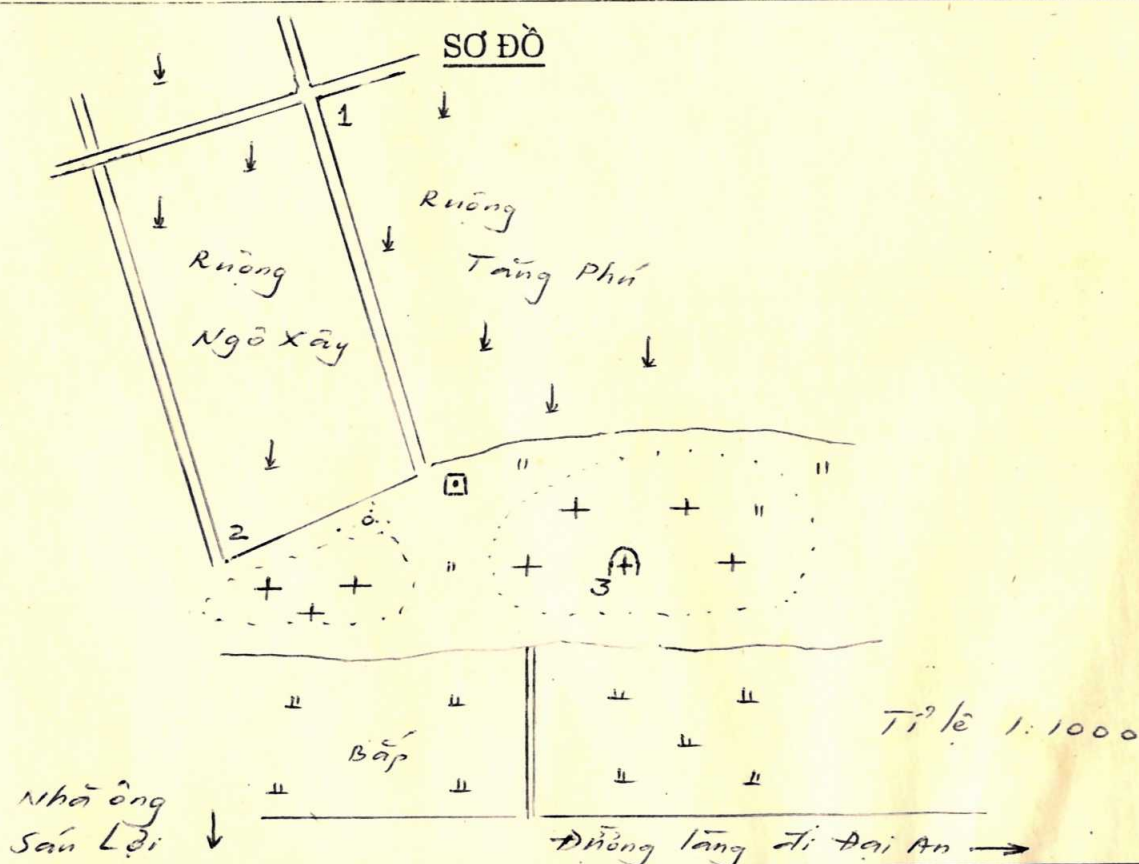 SƠ ĐỒ
1
Ruộng
Tăng Phú
Ruộng
Ngô Xây
2
3
Tỉ lệ 1:1000
Bắp
Nhà ông
Sáu Lợi
Đường làng đi Đại An